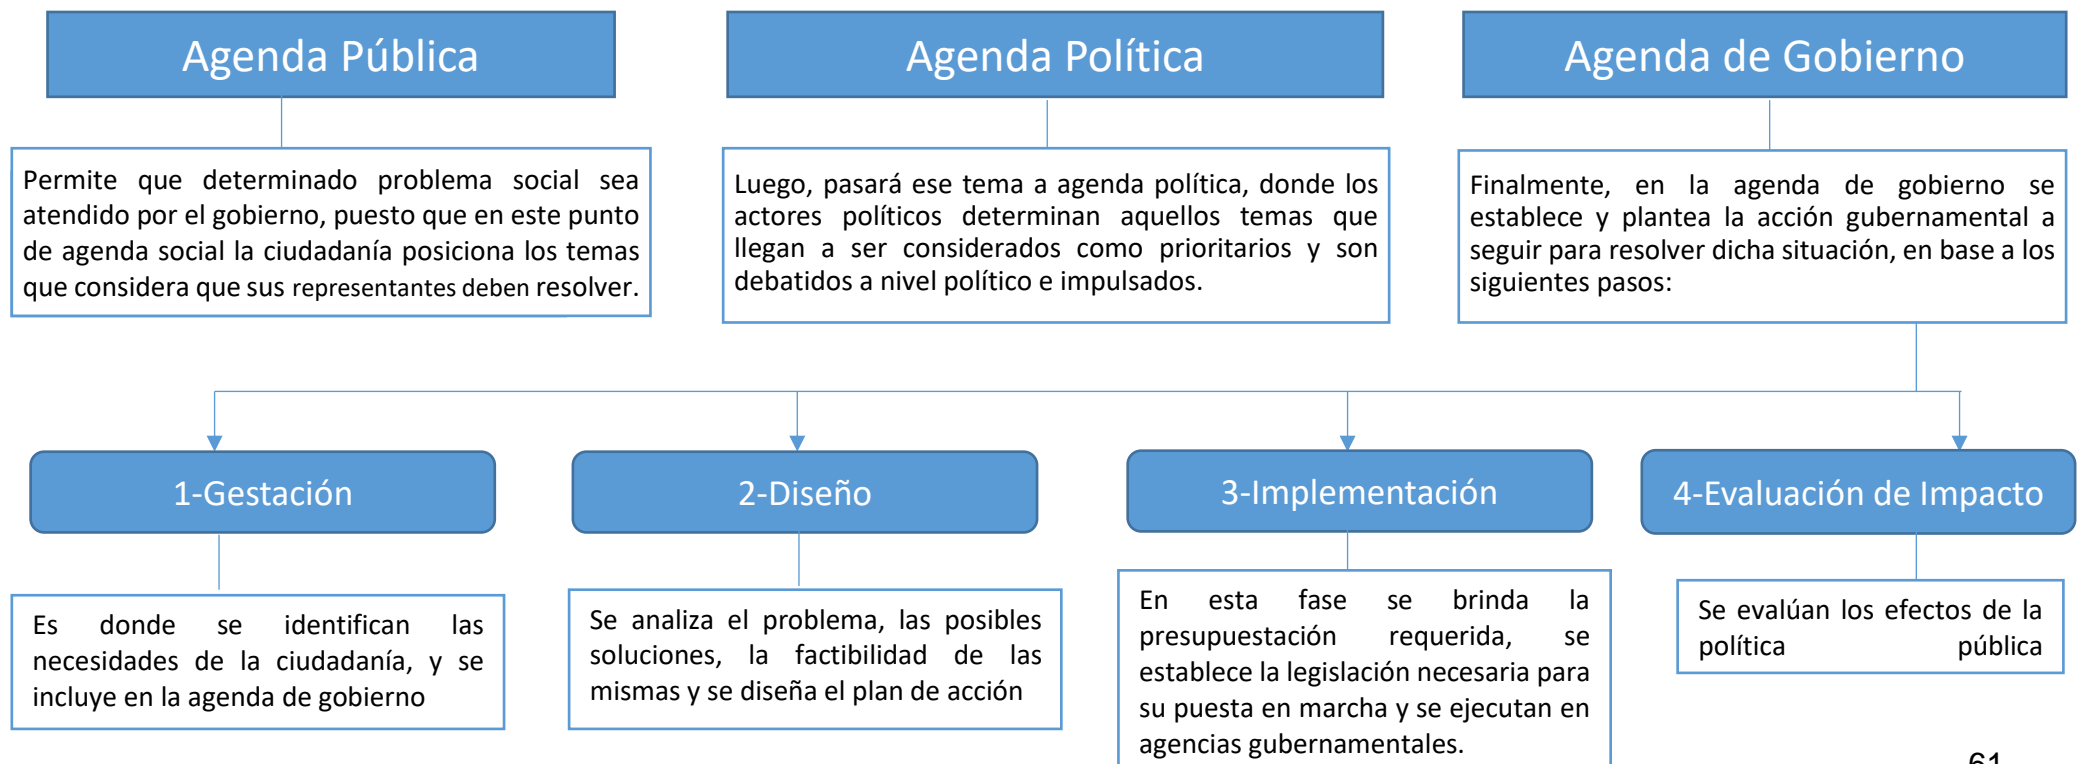 Agenda Pública
Agenda Política
Agenda de Gobierno
Permite que determinado problema social sea
atendido por el gobierno, puesto que en este punto
de agenda social la ciudadanía posiciona los temas
que considera que sus representantes deben resolver.
Luego, pasará ese tema a agenda política, donde los
actores políticos determinan aquellos temas que
llegan a ser considerados como prioritarios y son
debatidos a nivel político e impulsados.
Finalmente, en la agenda de gobierno se
establece y plantea la acción gubernamental a
seguir para resolver dicha situación, en base a los
siguientes pasos:
1-Gestación
2-Diseño
3-Implementación
4-Evaluación de Impacto
Es donde se identifican las
necesidades de la ciudadanía, y se
incluye en la agenda de gobierno
Se analiza el problema, las posibles
soluciones, la factibilidad de las
mismas y se diseña el plan de acción
En esta fase se brinda la
presupuestación requerida, se
establece la legislación necesaria para
su puesta en marcha y se ejecutan en
agencias gubernamentales.
Se evalúan los efectos de la
política pública
61